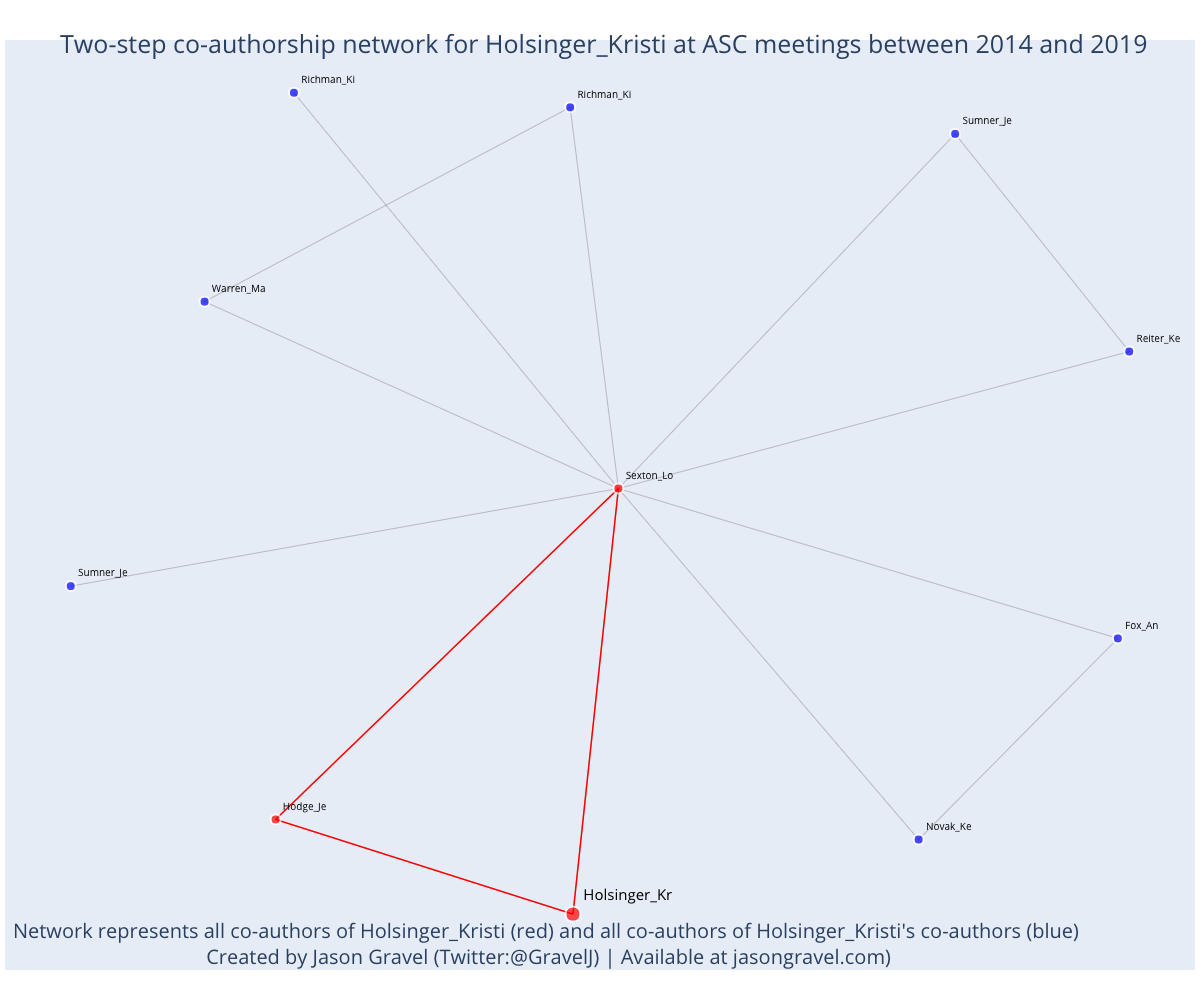 Two-step co-authorship network for Holsinger_Kristi at ASC meetings between 2014 and 2019
Richman_Ki
Richman_Ki
Sumner_Je
Warren_Ma
Reiter_Ke
Sexton_Lo
Sumner_Je
Fox_An
Hodge_Je
Novak_Ke
Holsinger_Kr
Network represents all co-authors of Holsinger_Kristi (red) and all co-authors of Holsinger_Kristi's co-authors (blue)
Created by Jason Gravel (Twitter:@GravelJ) | Available at jasongravel.com)